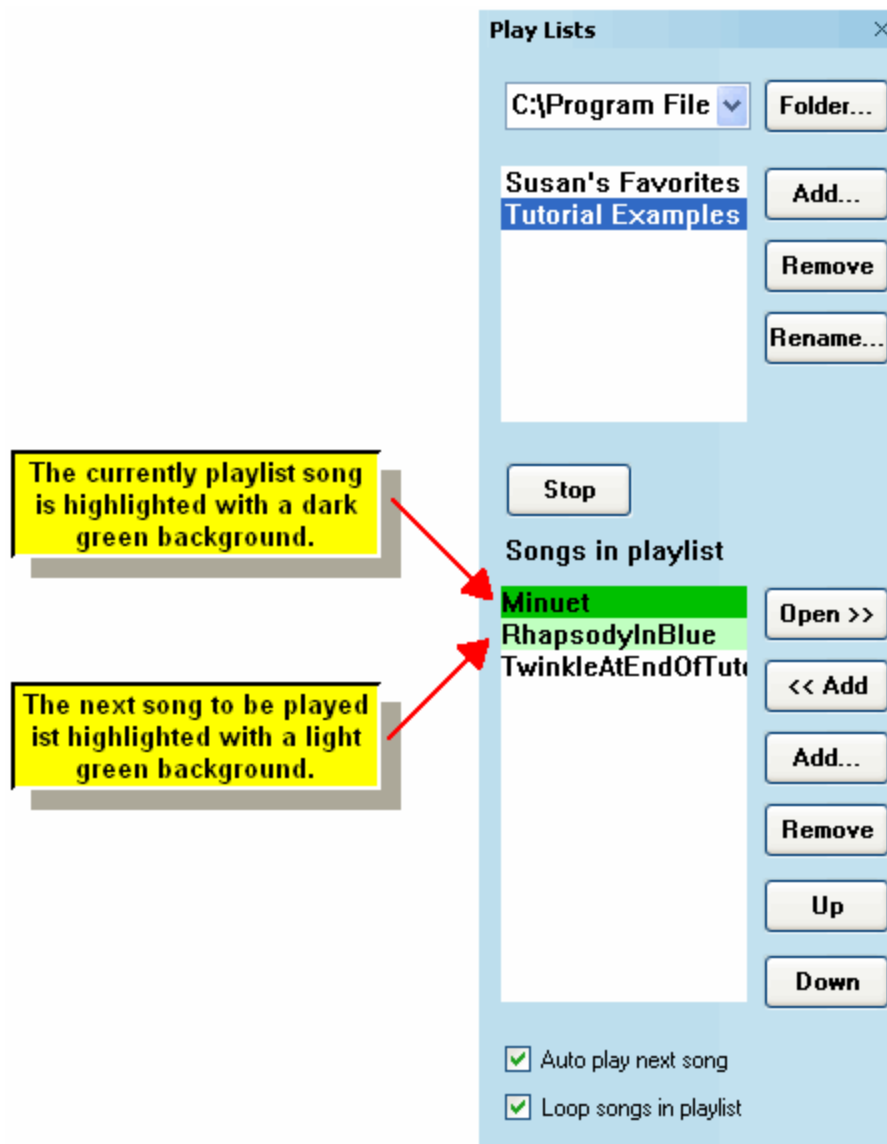 Play Lists
C:\Program File
Folder...
Susan's Favorites
Tutorial Examples
Add...
Remove
Rename...
The currently playlist song
is highlighted with a dark
green background.
Stop
Songs in playlist
Minuet
RhapsodyInBlue
TwinkleAtEndOfTut
Open >>
<< Add
Add...
Remove
Up
Down
The next song to be played
ist highlighted with a light
green background.
Auto play next song
Loop songs in playlist